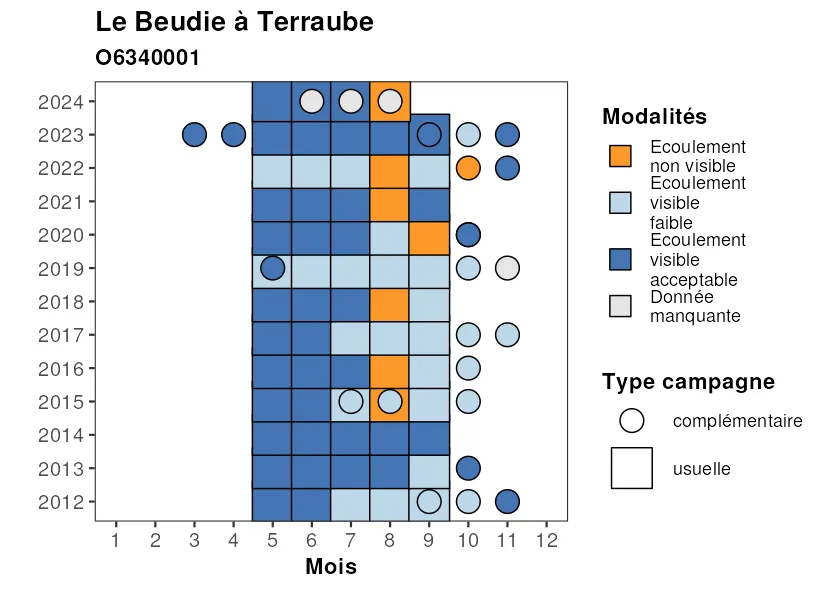 Le Beudie à Terraube
O6340001
2024
2023
2022
2021
2020
2019
2018
2017
2016
2015
2014
2013
2012
1 2 3 4 5 6 7 8 9 10 11 12
Mois
Modalités
Ecoulement
non visible
Ecoulement
visible
faible
Ecoulement
visible
acceptable
Donnée
manquante
Type campagne
complémentaire
usuelle